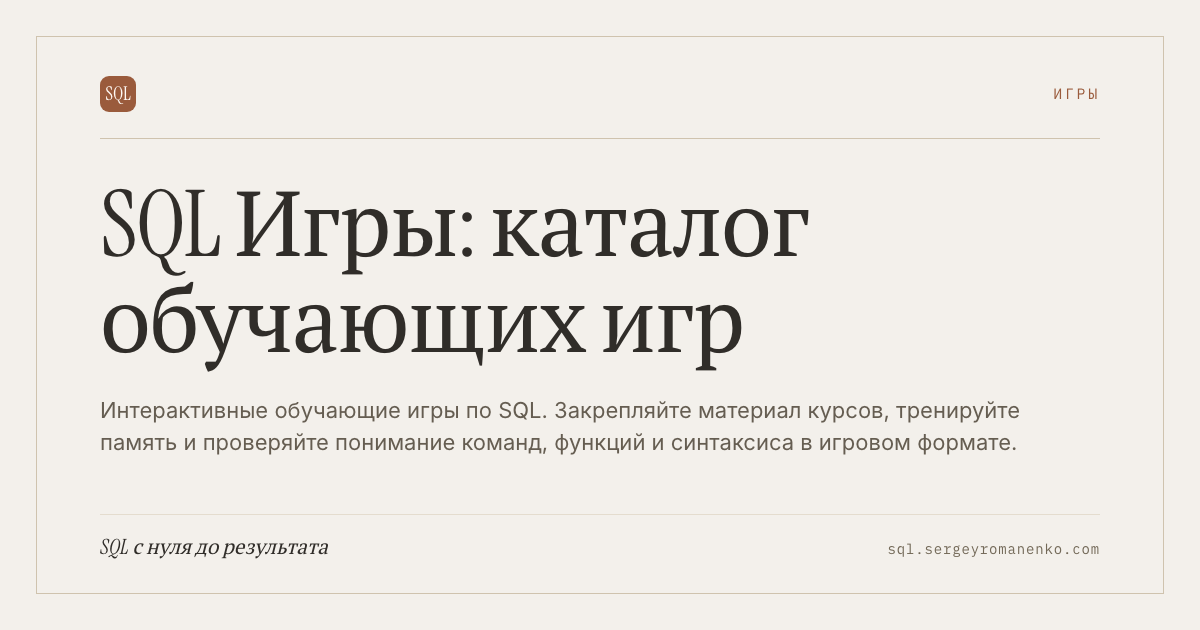 SQL
ИГРЫ
SQL Игры: каталог
обучающих игр
Интерактивные обучающие игры по SQL. Закрепляйте материал курсов, тренируйте
память и проверяйте понимание команд, функций и синтаксиса в игровом формате.
SQL с нуля до результата
sql.sergeyromanenko.com